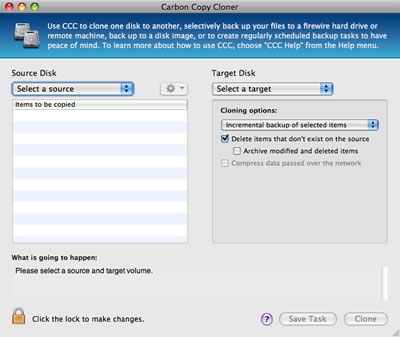 Carbon Copy Cloner
Use CCC to clone one disk to another, selectively back up your files to a firewire hard drive or
remote machine, back up to a disk image, or to create regularly scheduled backup tasks to have
peace of mind. To learn more about how to use CCC, choose "CCC Help" from the Help menu.
Source Disk
Select a source
Items to be copied
Target Disk
Select a target
Cloning options:
Incremental backup of selected items
Delete items that don't exist on the source
Archive modified and deleted items
Compress data passed over the network
What is going to happen:
Please select a source and target volume.
Click the lock to make changes.
?
Save Task
Clone